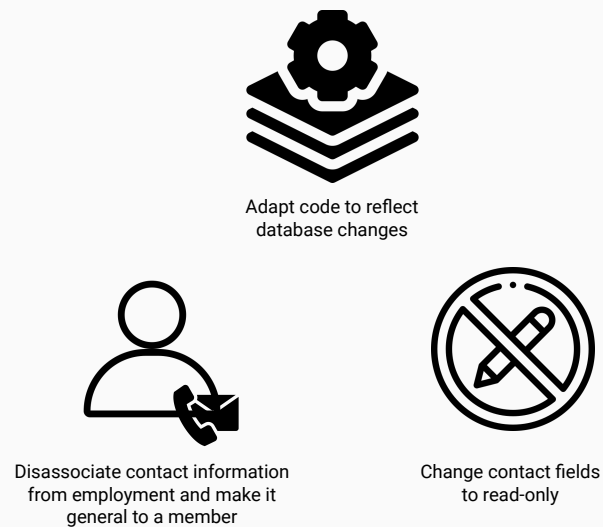 Adapt code to reflect
database changes
Disassociate contact information
from employment and make it
general to a member
Change contact fields
to read-only